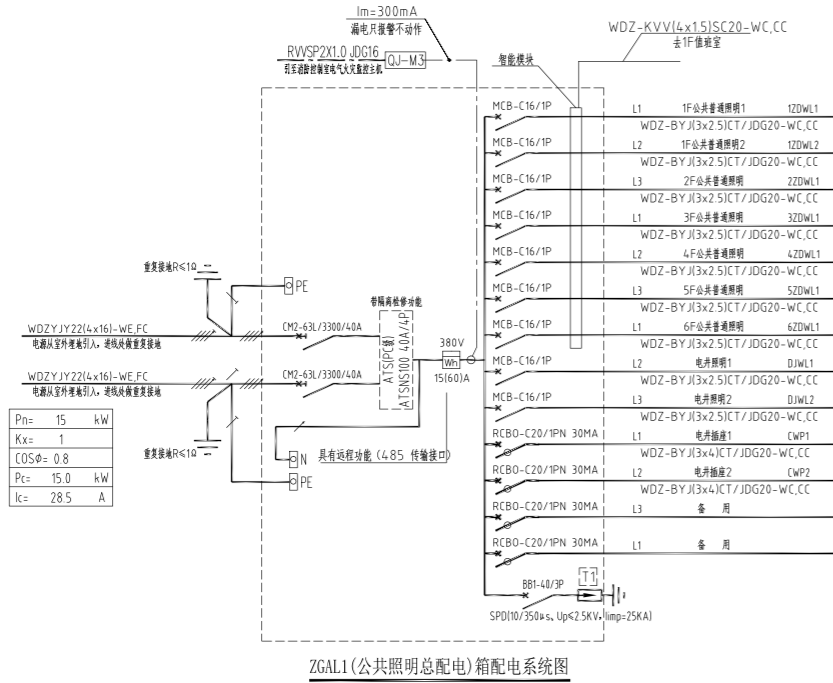 Im=300mA
漏电只报警不动作
RVVSP2X1.0 JDG16
QJ-M3
引至消防控制室电气火灾监控主机
WDZ-KVV(4x1.5)SC20-WC,CC
去1F值班室
智能模块
MCB-C16/1P L1 1F公共普通照明1 1ZDWL1
WDZ-BYJ(3x2.5)CT/JDG20-WC,CC
MCB-C16/1P L2 1F公共普通照明2 1ZDWL2
WDZ-BYJ(3x2.5)CT/JDG20-WC,CC
MCB-C16/1P L3 2F公共普通照明 2ZDWL1
WDZ-BYJ(3x2.5)CT/JDG20-WC,CC
MCB-C16/1P L1 3F公共普通照明 3ZDWL1
WDZ-BYJ(3x2.5)CT/JDG20-WC,CC
MCB-C16/1P L2 4F公共普通照明 4ZDWL1
WDZ-BYJ(3x2.5)CT/JDG20-WC,CC
MCB-C16/1P L3 5F公共普通照明 5ZDWL1
WDZ-BYJ(3x2.5)CT/JDG20-WC,CC
MCB-C16/1P L1 6F公共普通照明 6ZDWL1
WDZ-BYJ(3x2.5)CT/JDG20-WC,CC
MCB-C16/1P L2 电井照明1 DJWL1
WDZ-BYJ(3x2.5)CT/JDG20-WC,CC
MCB-C16/1P L3 电井照明2 DJWL2
WDZ-BYJ(3x2.5)CT/JDG20-WC,CC
RCBO-C20/1PN 30MA L1 电井插座1 CWP1
WDZ-BYJ(3x4)CT/JDG20-WC,CC
RCBO-C20/1PN 30MA L2 电井插座2 CWP2
WDZ-BYJ(3x4)CT/JDG20-WC,CC
RCBO-C20/1PN 30MA L3 备 用
RCBO-C20/1PN 30MA L1 备 用
BB1-40/3P
T1
SPD(10/350μs、Up≤2.5KV,Iimp=25KA)
重复接地R≤1Ω
PE
WDZYJY22(4x16)-WE,FC
电源从室外埋地引入，进线处做重复接地
CM2-63L/3300/40A
带隔离检修功能
ATS(PC级)
ATSNS100 40A/4P
380V
Wh
15(60)A
WDZYJY22(4x16)-WE,FC
电源从室外埋地引入，进线处做重复接地
CM2-63L/3300/40A
重复接地R≤1Ω
N
PE
具有远程功能(485 传输接口)
Pn= 15 kW
Kx= 1
COSΦ= 0.8
Pc= 15.0 kW
Ic= 28.5 A
ZGAL1(公共照明总配电)箱配电系统图